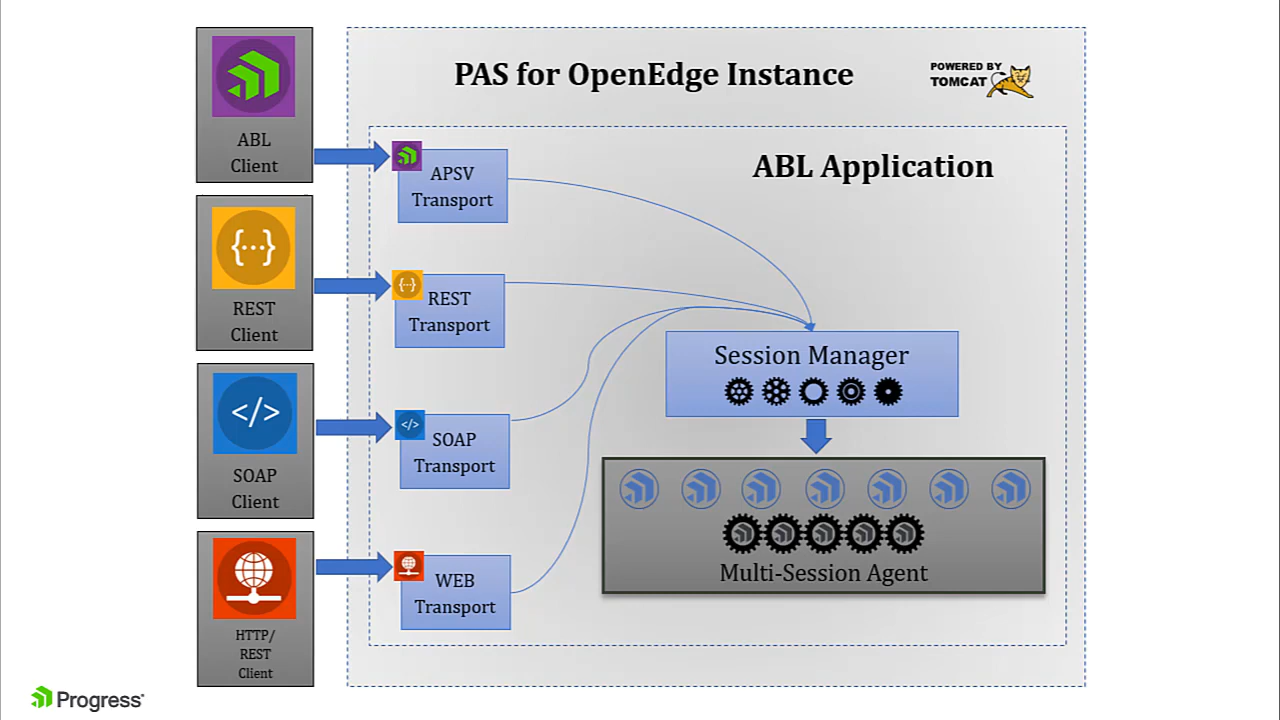 PAS for OpenEdge Instance
POWERED BY
TOMCAT
ABL Application
ABL
Client
APSV
Transport
{···}
REST
Client
{···}
REST
Transport
Session Manager
</>
SOAP
Client
</>
SOAP
Transport
Multi-Session Agent
HTTP/
REST
Client
WEB
Transport
Progress®